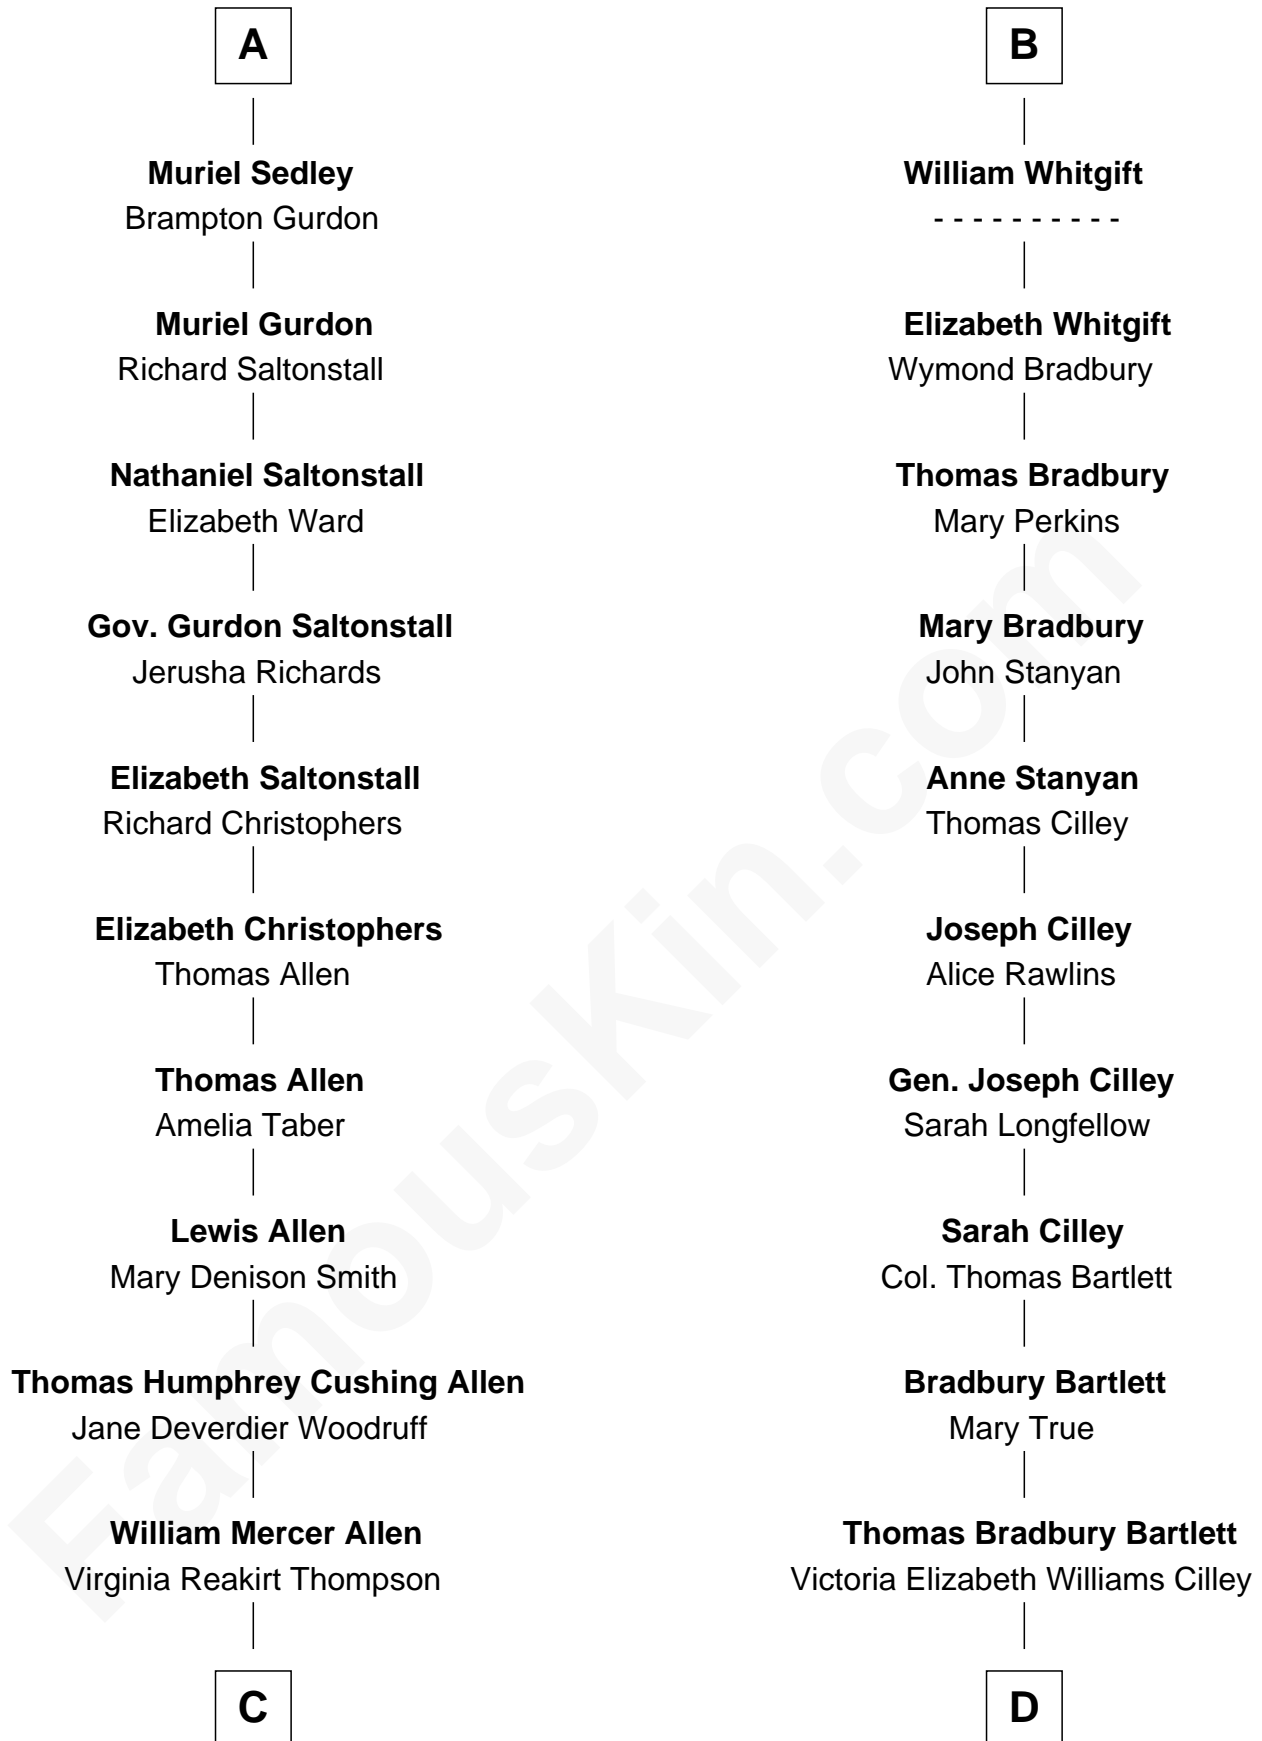 A
Muriel Sedley
Brampton Gurdon
Muriel Gurdon
Richard Saltonstall
Nathaniel Saltonstall
Elizabeth Ward
Gov. Gurdon Saltonstall
Jerusha Richards
Elizabeth Saltonstall
Richard Christophers
Elizabeth Christophers
Thomas Allen
Thomas Allen
Amelia Taber
Lewis Allen
Mary Denison Smith
Thomas Humphrey Cushing Allen
Jane Deverdier Woodruff
William Mercer Allen
Virginia Reakirt Thompson
C
B
William Whitgift
- - - - - - - - - -
Elizabeth Whitgift
Wymond Bradbury
Thomas Bradbury
Mary Perkins
Mary Bradbury
John Stanyan
Anne Stanyan
Thomas Cilley
Joseph Cilley
Alice Rawlins
Gen. Joseph Cilley
Sarah Longfellow
Sarah Cilley
Col. Thomas Bartlett
Bradbury Bartlett
Mary True
Thomas Bradbury Bartlett
Victoria Elizabeth Williams Cilley
D
FamousKin.com